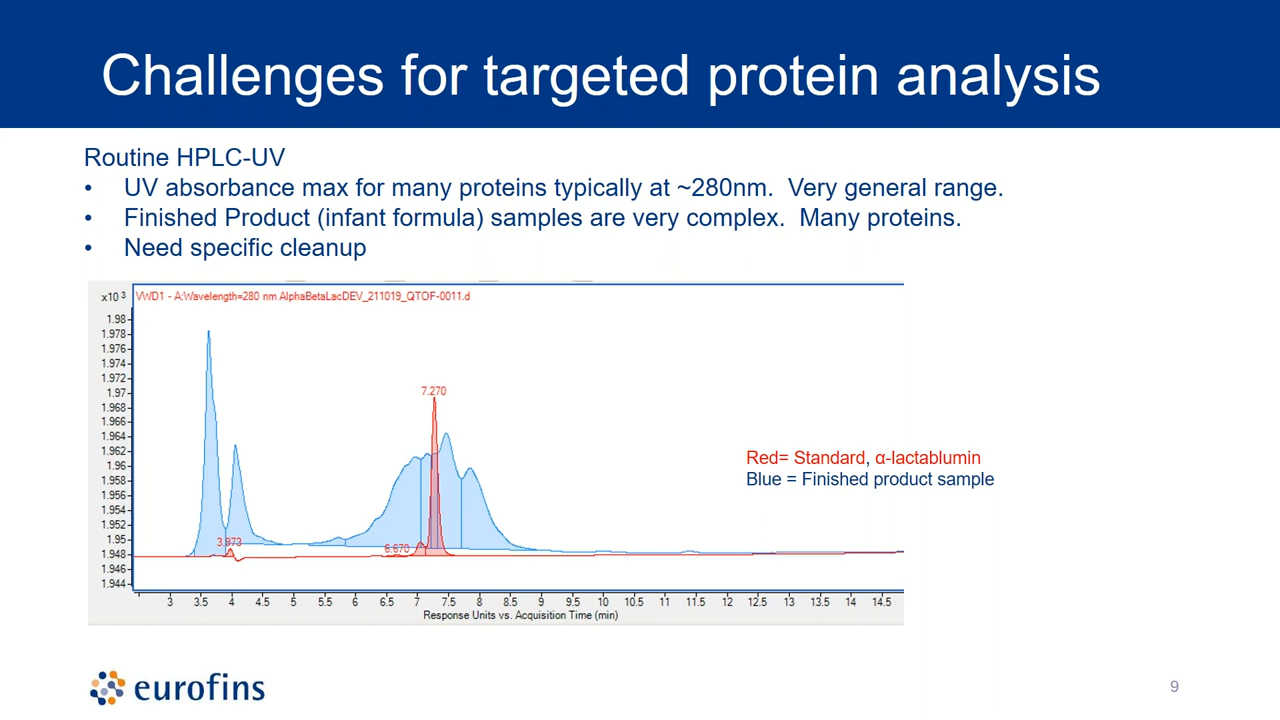 Challenges for targeted protein analysis
Routine HPLC-UV
• UV absorbance max for many proteins typically at ~280nm. Very general range.
• Finished Product (infant formula) samples are very complex. Many proteins.
• Need specific cleanup
x10 3
VWD1 - A:Wavelength=280 nm AlphaBetaLacDEV_211019_QTOF-0011.d
1.98
1.978
1.976
1.974
1.972
1.97
1.968
1.966
1.964
1.962
1.96
1.958
1.956
1.954
1.952
1.95
1.948
1.946
1.944
7.270
3.973
6.670
Red= Standard, α-lactablumin
Blue = Finished product sample
3 3.5 4 4.5 5 5.5 6 6.5 7 7.5 8 8.5 9 9.5 10 10.5 11 11.5 12 12.5 13 13.5 14 14.5
Response Units vs. Acquisition Time (min)
eurofins
9